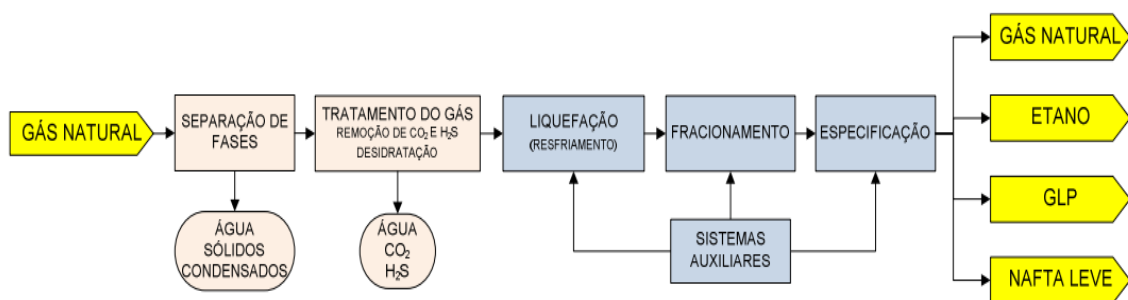 GÁS NATURAL
SEPARAÇÃO DE
FASES
ÁGUA
SÓLIDOS
CONDENSADOS
TRATAMENTO DO GÁS
REMOÇÃO DE CO₂ E H₂S
DESIDRATAÇÃO
ÁGUA
CO₂
H₂S
LIQUEFAÇÃO
(RESFRIAMENTO)
FRACIONAMENTO
ESPECIFICAÇÃO
SISTEMAS
AUXILIARES
GÁS NATURAL
ETANO
GLP
NAFTA LEVE